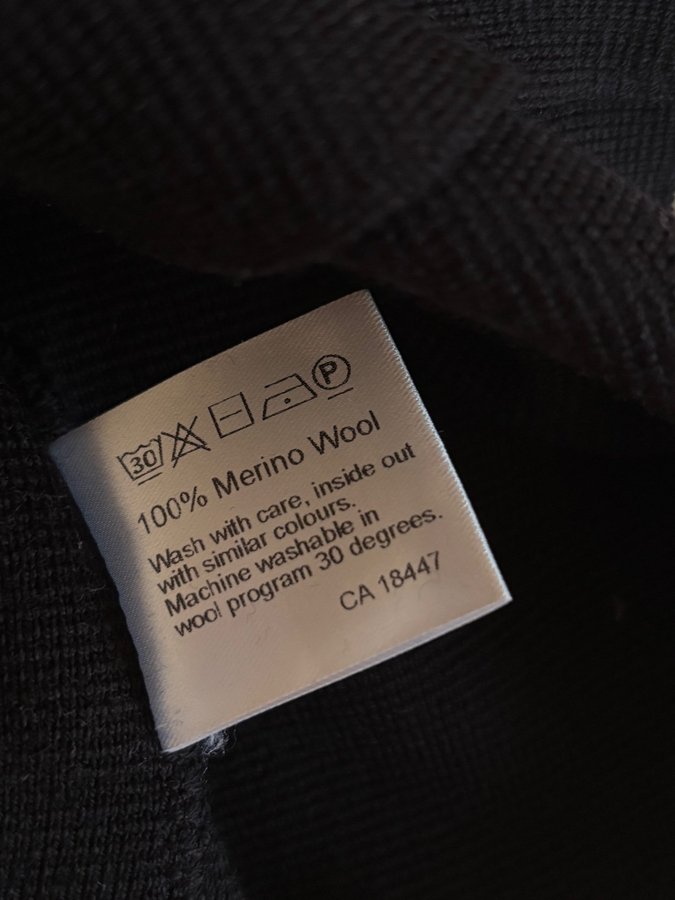 30 P
100% Merino Wool
Wash with care, inside out
with similar colours.
Machine washable in
wool program 30 degrees.
CA 18447